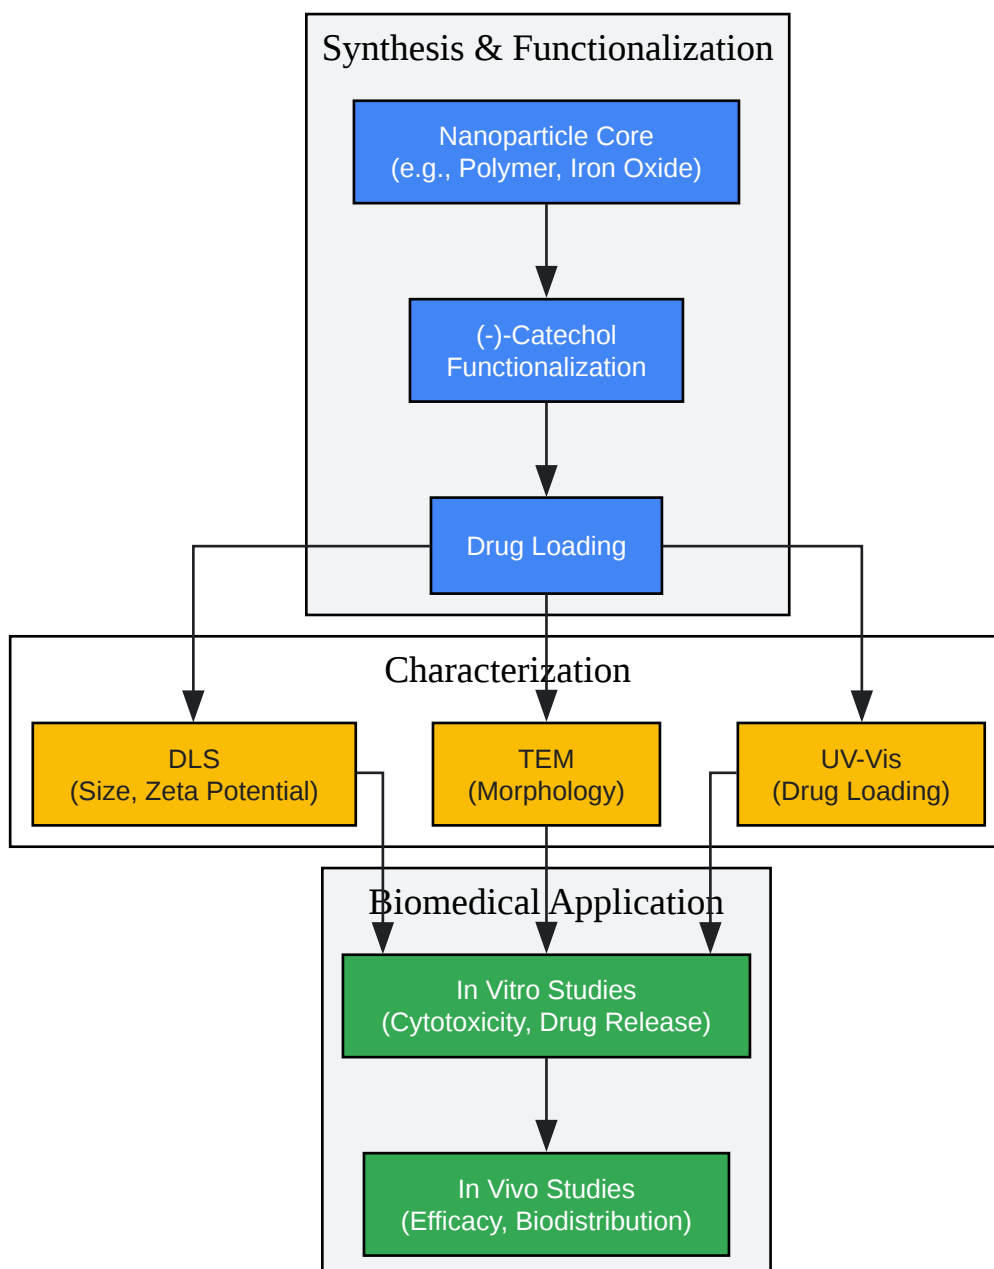 Synthesis & Functionalization
Nanoparticle Core
(e.g., Polymer, Iron Oxide)
(-)-Catechol
Functionalization
Drug Loading
Characterization
DLS
(Size, Zeta Potential)
TEM
(Morphology)
UV-Vis
(Drug Loading)
Biomedical Application
In Vitro Studies
(Cytotoxicity, Drug Release)
In Vivo Studies
(Efficacy, Biodistribution)